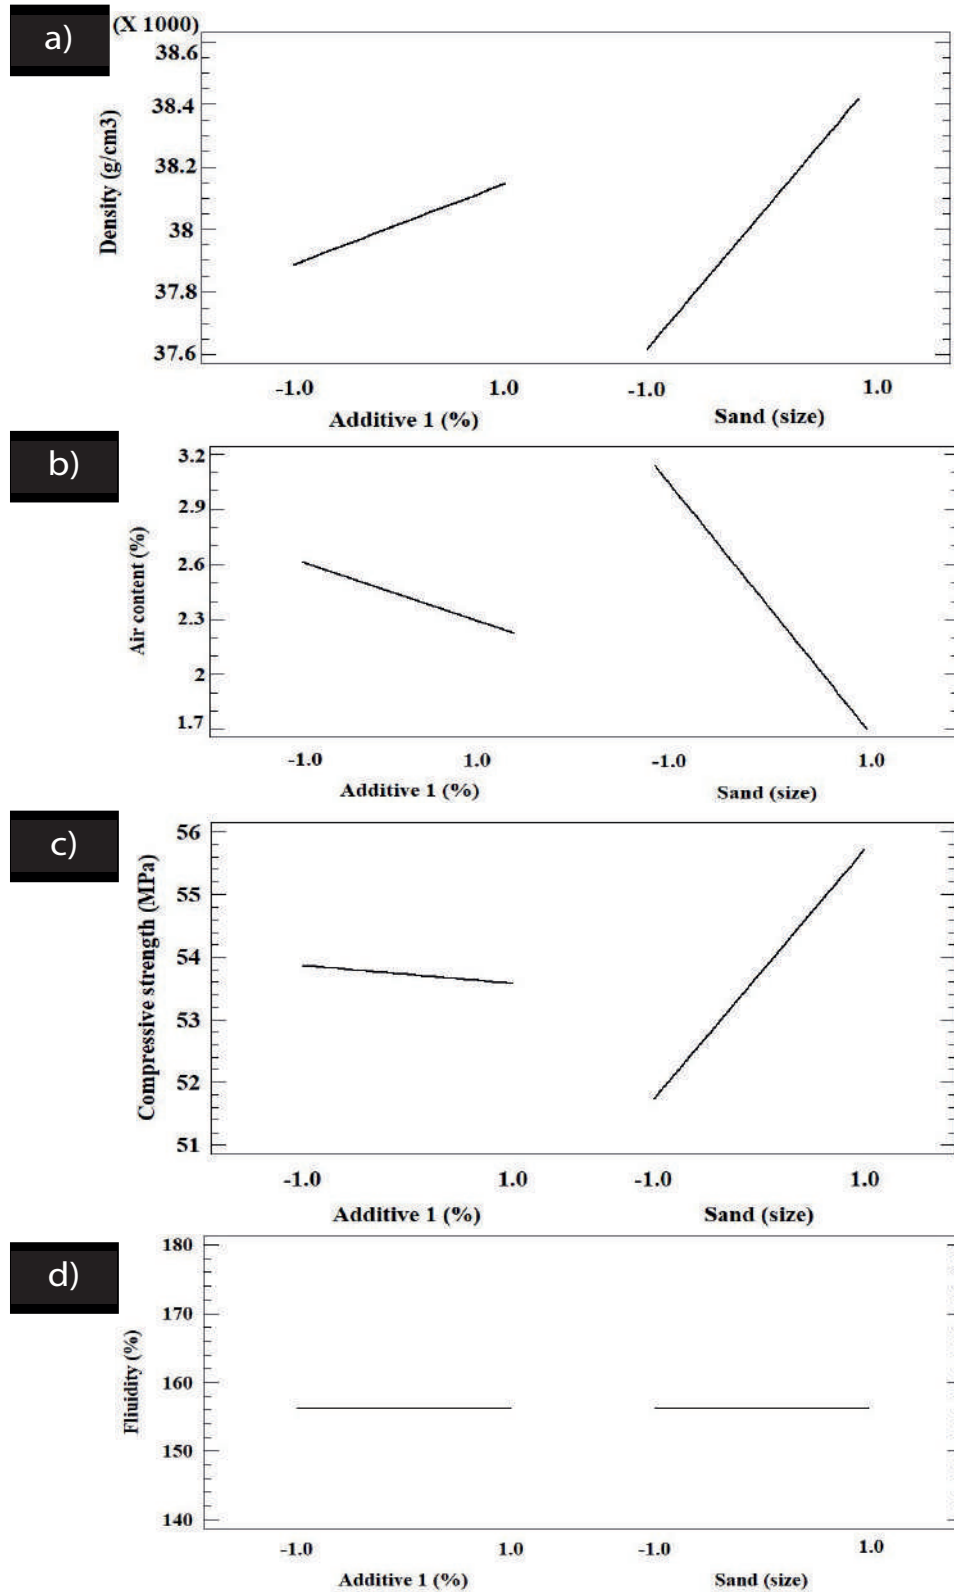 a)
(X 1000)
38.6
38.4
38.2
38
37.8
37.6
Density (g/cm3)
-1.0 1.0 -1.0 1.0
Additive 1 (%) Sand (size)
b)
3.2
2.9
2.6
2.3
2
1.7
Air content (%)
-1.0 1.0 -1.0 1.0
Additive 1 (%) Sand (size)
c)
56
55
54
53
52
51
Compressive strength (MPa)
-1.0 1.0 -1.0 1.0
Additive 1 (%) Sand (size)
d)
180
170
160
150
140
Fliuidity (%)
-1.0 1.0 -1.0 1.0
Additive 1 (%) Sand (size)